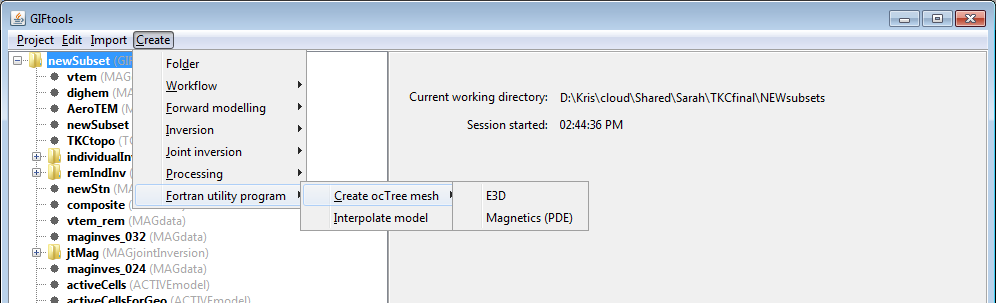 GIFtools
Project Edit Import Create
newSubset (GIF
vtem (MAG
dighem (MAG
AeroTEM (MA
newSubset
TKCtopo (TO
individualInv
remIndInv (M
newStn
composite (
vtem_rem (MAGdata)
maginves_032 (MAGdata)
jtMag (MAGjointInversion)
maginves_024 (MAGdata)
activeCells (ACTIVEmodel)
activeCellsForGeo (ACTIVEmodel)
Folder
Workflow
Forward modelling
Inversion
Joint inversion
Processing
Fortran utility program
Create ocTree mesh
Interpolate model
E3D
Magnetics (PDE)
Current working directory: D:\Kris\cloud\Shared\Sarah\TKCfinal\NEWsubsets
Session started: 02:44:36 PM